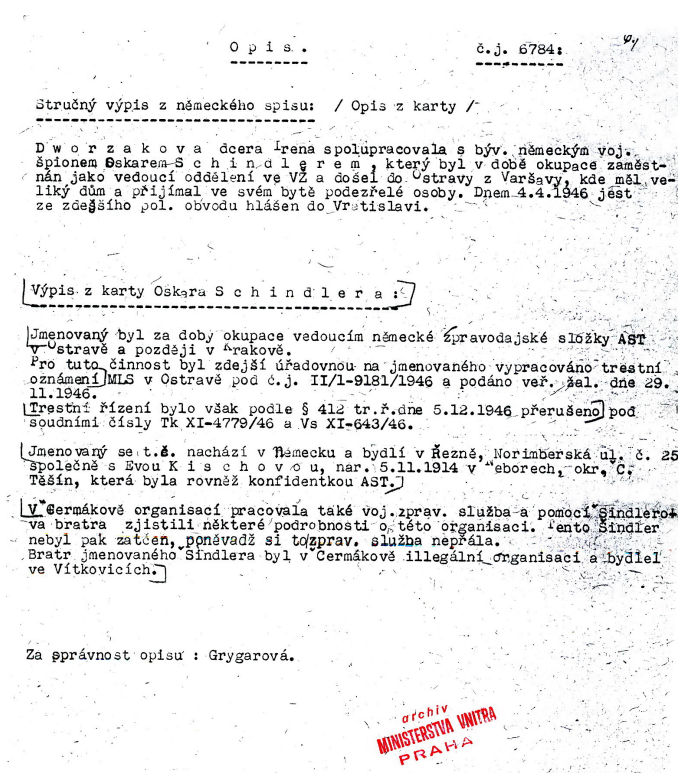 O p i s .
č.j. 6784:
Stručný výpis z německého spisu: / Opis z karty /
D w o r z a k o v a dcera Irena spolupracovala s býv. německým voj.
špionem Oskarem S c h i n d l e r e m , který byl v době okupace zaměst-
nán jako vedoucí oddělení ve VŽ a došel do Ostravy z Varšavy, kde měl ve-
liký dům a přijímal ve svém bytě podezřelé osoby. Dnem 4.4.1946 jest
ze zdejšího pol. obvodu hlášen do Vratislavi.
Výpis z karty Oskara S c h i n d l e r a :
Jmenovaný byl za doby okupace vedoucím německé zpravodajské složky AST
v Ostravě a později v Krakově.
Pro tuto činnost byl zdejší úřadovnou na jmenovaného vypracováno trestní
oznámení MLS v Ostravě pod č.j. II/1-9181/1946 a podáno veř. žal. dne 29.
11.1946.
Trestní řízení bylo však podle § 412 tr.ř.dne 5.12.1946 přerušeno pod
soudními čísly Tk XI-4779/46 a Vs XI-643/46.
Jmenovaný se t.č. nachází v Německu a bydlí v Řezně, Norimberská ul. č. 25
společně s Evou K i s c h o v o u, nar. 5.11.1914 v okr, Č.
Těšín, která byla rovněž konfidentkou AST.
V Čermákově organisaci pracovala také voj.zprav. služba a pomocí Šindlero-
va bratra zjistili některé podrobnosti o této organisaci. Tento Šindler
nebyl pak zatčen, poněvadž si to zprav. služba nepřála.
Bratr jmenovaného Šindlera byl v Čermákově illegální organisaci a bydlel
ve Vítkovicích.
Za správnost opisu : Grygarová.
archiv
MINISTERSTVA VNITRA
PRAHA